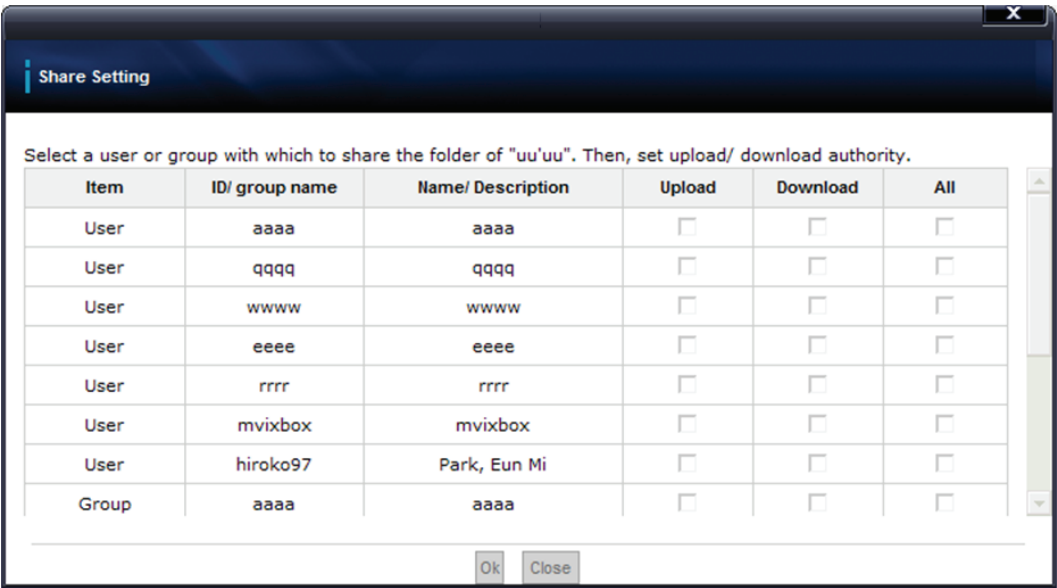 X
Share Setting
Select a user or group with which to share the folder of "uu'uu". Then, set upload/ download authority.
Item ID/ group name Name/ Description Upload Download All
User aaaa aaaa
User qqqq qqqq
User wwww wwww
User eeee eeee
User rrrr rrrr
User mvixbox mvixbox
User hiroko97 Park, Eun Mi
Group aaaa aaaa
Ok Close